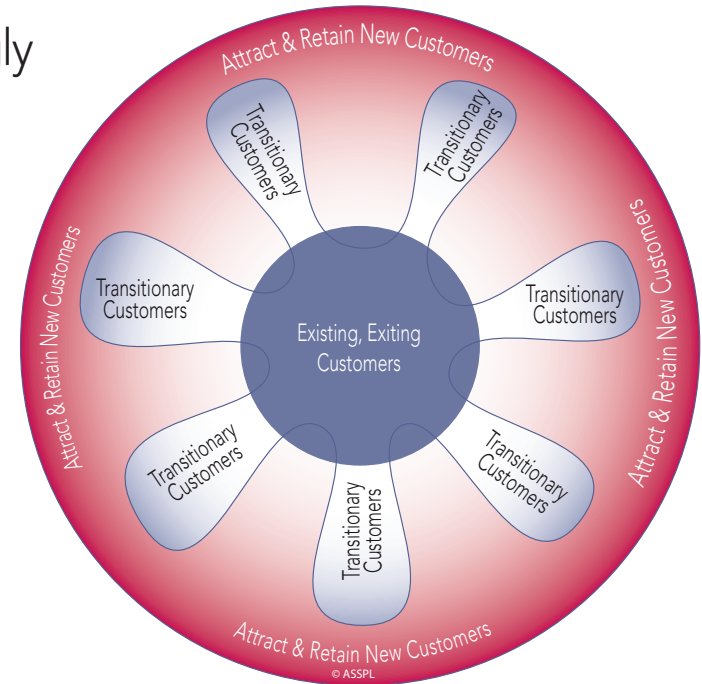 Attract & Retain New Customers
Transitionary
Customers
Transitionary
Customers
Attract & Retain New Customers
Transitionary
Customers
Transitionary
Customers
Attract & Retain New Customers
Existing, Exiting
Customers
Transitionary
Customers
Transitionary
Customers
Transitionary
Customers
Attract & Retain New Customers
© ASSPL